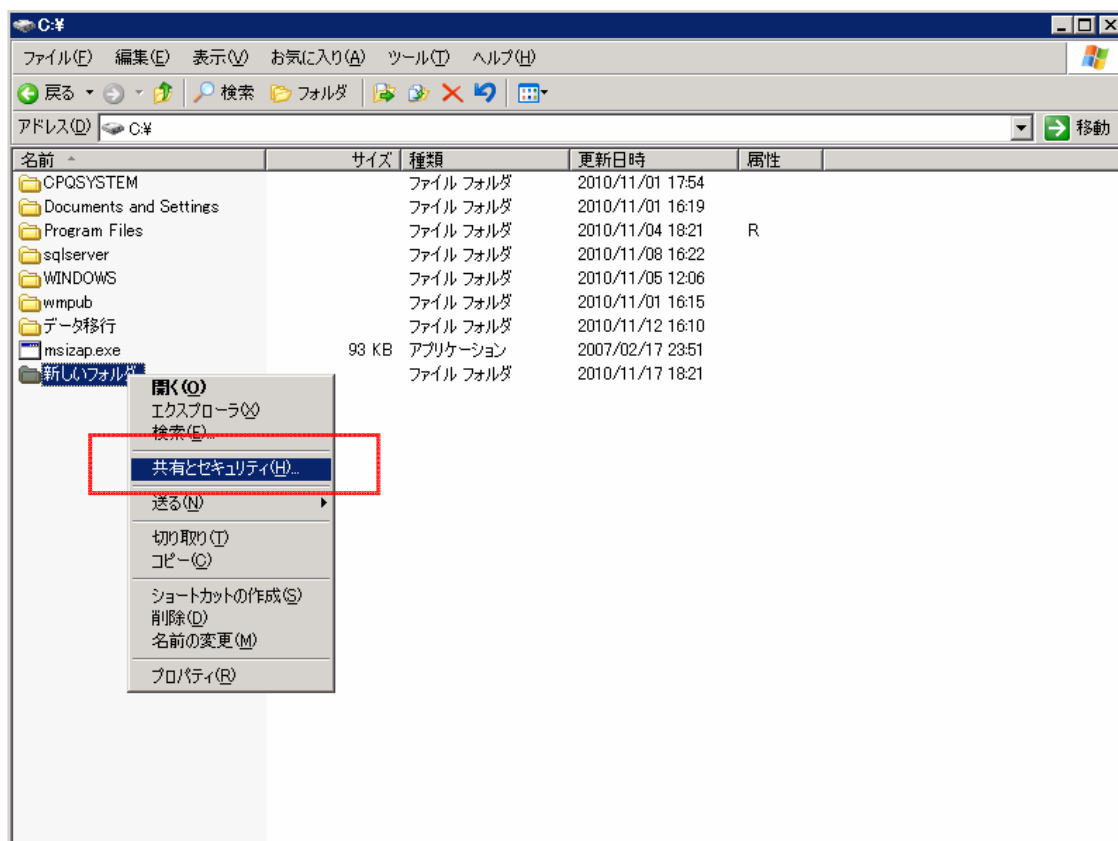 C:¥
ファイル(F) 編集(E) 表示(V) お気に入り(A) ツール(T) ヘルプ(H)
戻る 検索 フォルダ
アドレス(D) C:¥ 移動
名前 サイズ 種類 更新日時 属性
CPQSYSTEM ファイル フォルダ 2010/11/01 17:54
Documents and Settings ファイル フォルダ 2010/11/01 16:19
Program Files ファイル フォルダ 2010/11/04 18:21 R
sqlserver ファイル フォルダ 2010/11/08 16:22
WINDOWS ファイル フォルダ 2010/11/05 12:06
wmpub ファイル フォルダ 2010/11/01 16:15
データ移行 ファイル フォルダ 2010/11/12 16:10
msizap.exe 93 KB アプリケーション 2007/02/17 23:51
新しいフォルダ ファイル フォルダ 2010/11/17 18:21
開く(O)
エクスプローラ(X)
検索(E)...
共有とセキュリティ(H)...
送る(N)
切り取り(T)
コピー(C)
ショートカットの作成(S)
削除(D)
名前の変更(M)
プロパティ(R)